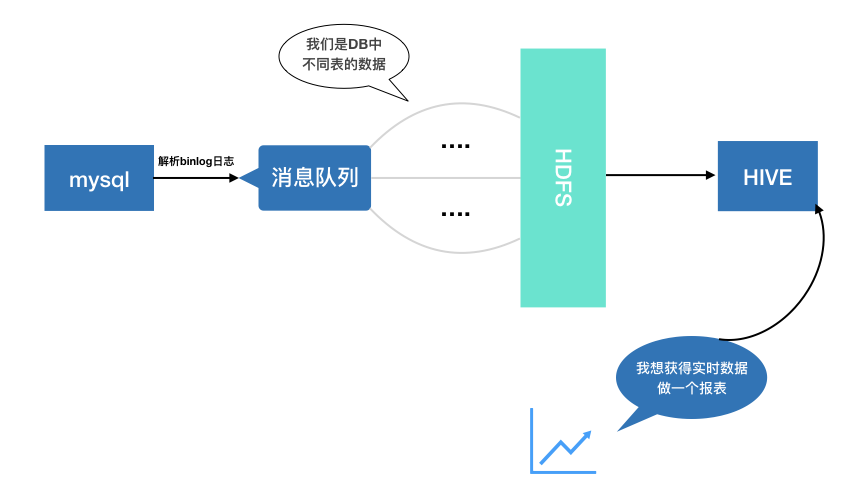 我们是DB中
不同表的数据
mysql
解析binlog日志
消息队列
....
....
HDFS
HIVE
我想获得实时数据
做一个报表